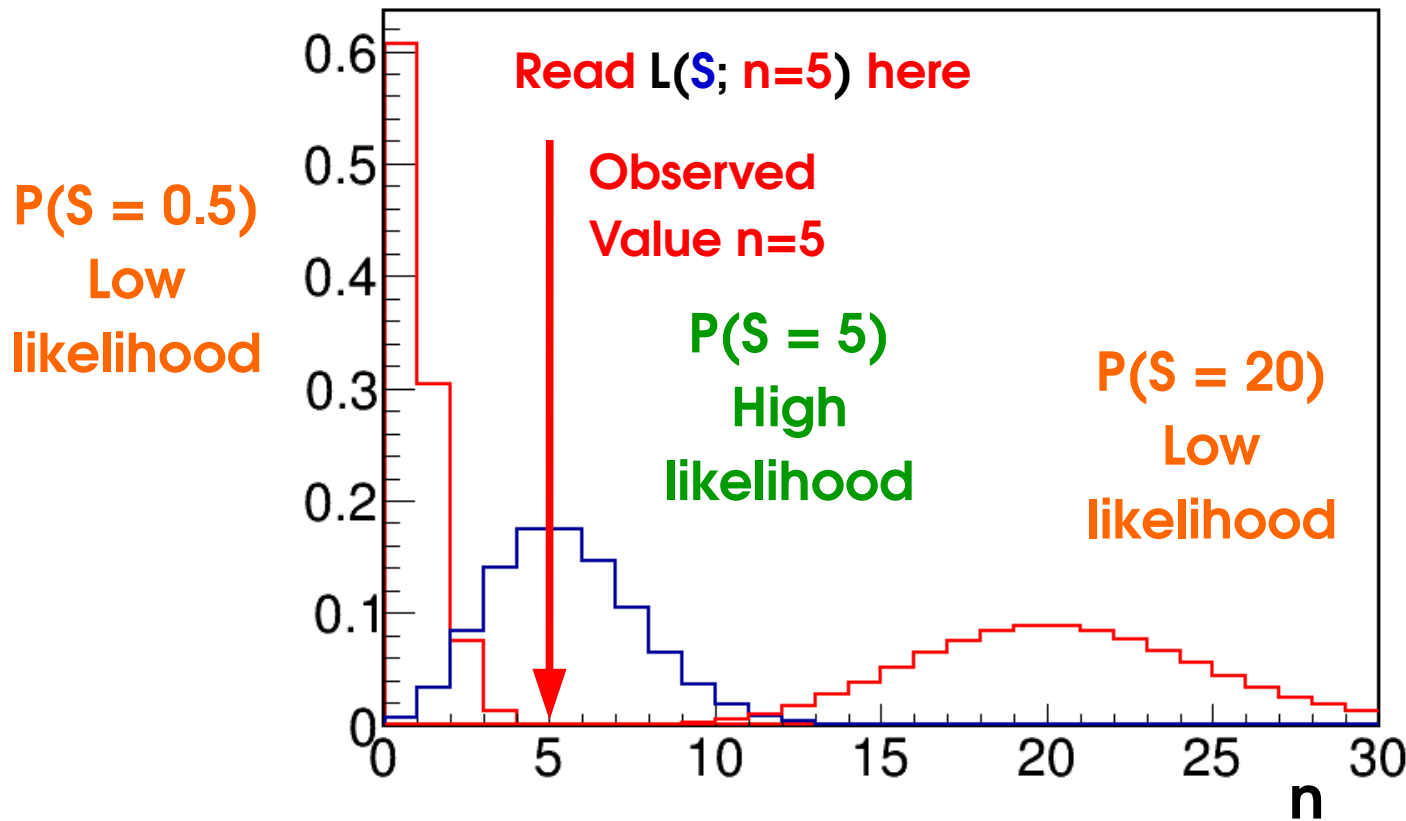 Read L(S; n=5) here
Observed
Value n=5
P(S = 0.5)
Low
likelihood
P(S = 5)
High
likelihood
P(S = 20)
Low
likelihood
0.6
0.5
0.4
0.3
0.2
0.1
0
0 5 10 15 20 25 30
n